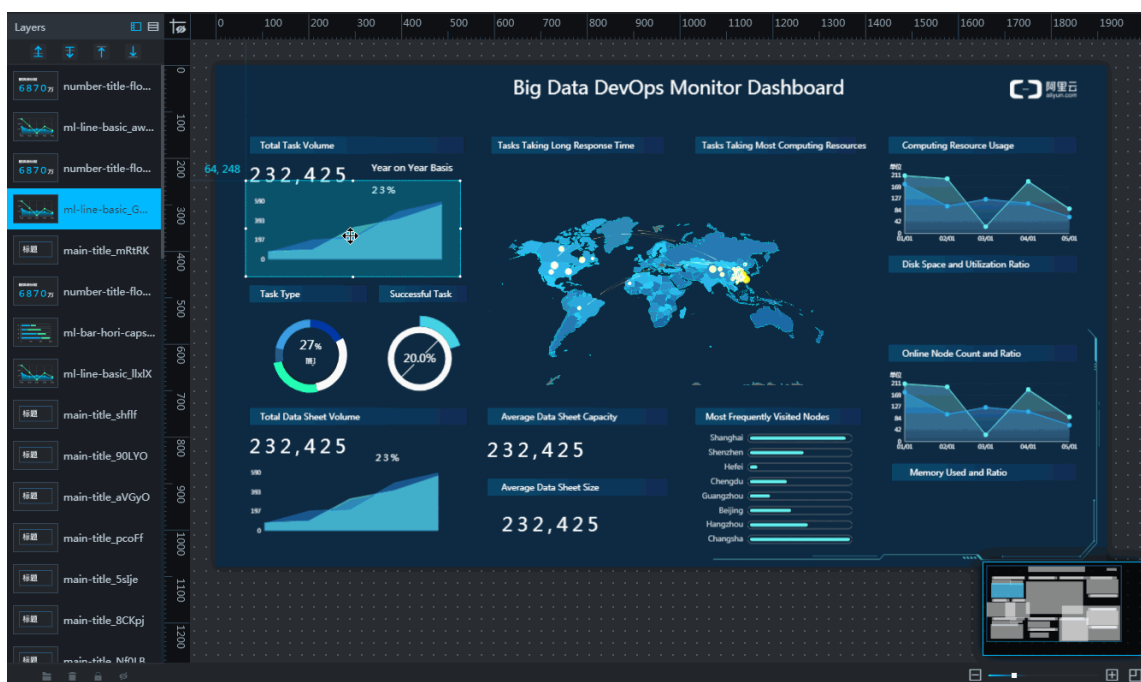 Layers
0 100 200 300 400 500 600 700 800 900 1000 1100 1200 1300 1400 1500 1600 1700 1800 1900
6870万 number-title-flo...
ml-line-basic_aw...
6870万 number-title-flo...
ml-line-basic_G...
标题 main-title_mRtRK
6870万 number-title-flo...
ml-bar-hori-caps...
ml-line-basic_llxlX
标题 main-title_shflf
标题 main-title_90LYO
标题 main-title_aVGyO
标题 main-title_pcoFf
标题 main-title_5sIje
标题 main-title_8CKpj
标题 main-title_Nf0LB
0
100
200
300
400
500
600
700
800
900
1000
1100
1200
64, 248
Big Data DevOps Monitor Dashboard
阿里云
aliyun.com
Total Task Volume
232,425
Year on Year Basis
23%
590
393
197
0
Task Type
Successful Task
27%
20.0%
Total Data Sheet Volume
232,425
23%
590
393
197
0
Tasks Taking Long Response Time
Tasks Taking Most Computing Resources
Average Data Sheet Capacity
232,425
Average Data Sheet Size
232,425
Most Frequently Visited Nodes
Shanghai
Shenzhen
Hefei
Chengdu
Guangzhou
Beijing
Hangzhou
Changsha
Computing Resource Usage
单位
211
169
127
84
42
0
01/01 02/01 03/01 04/01 05/01
Disk Space and Utilization Ratio
Online Node Count and Ratio
单位
211
169
127
84
42
0
01/01 02/01 03/01 04/01 05/01
Memory Used and Ratio